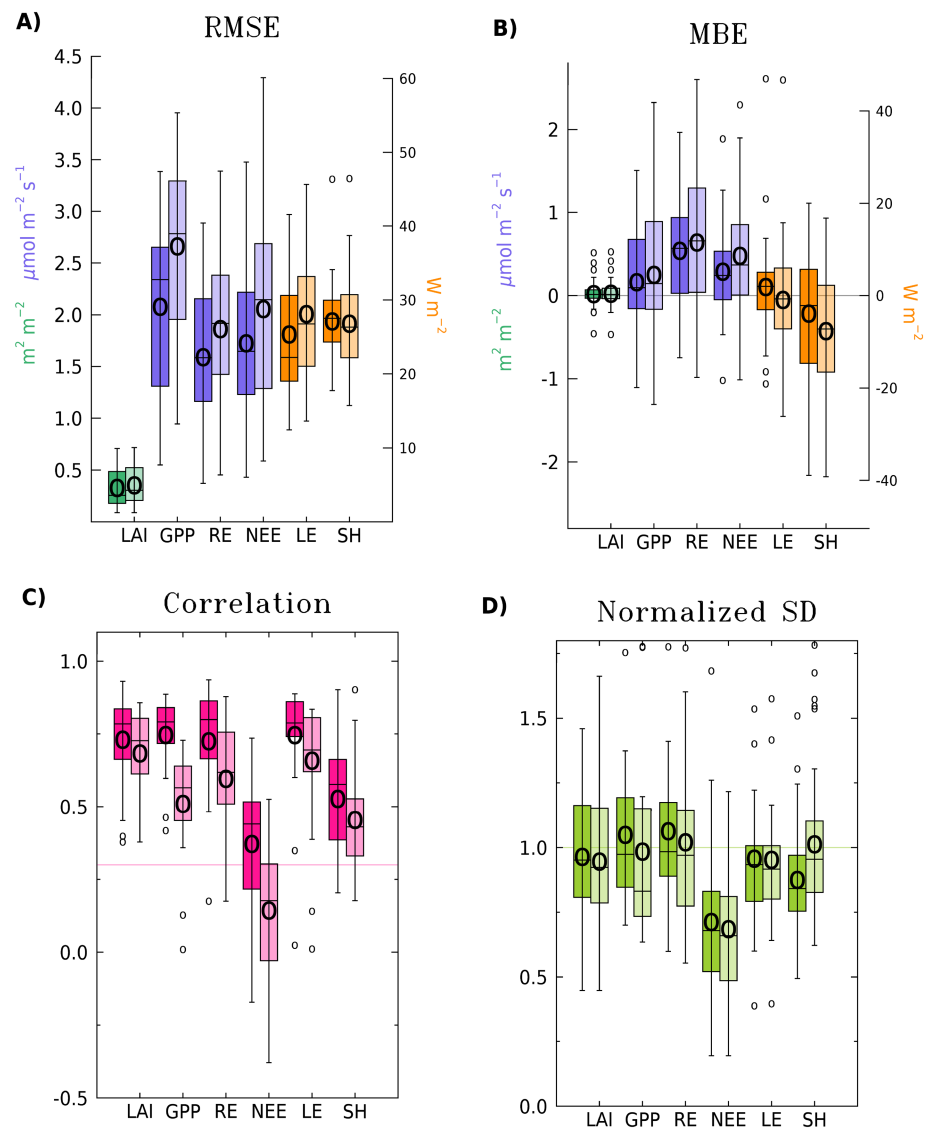 A)
RMSE
4.5
4.0
3.5
3.0
2.5
2.0
1.5
1.0
0.5
m² m⁻² μmol m⁻² s⁻¹
60
50
40
30
20
10
W m⁻²
LAI GPP RE NEE LE SH
B)
MBE
2
1
0
-1
-2
m² m⁻² μmol m⁻² s⁻¹
40
20
0
-20
-40
W m⁻²
LAI GPP RE NEE LE SH
C)
Correlation
1.0
0.5
0.0
-0.5
LAI GPP RE NEE LE SH
D)
Normalized SD
1.5
1.0
0.5
0.0
LAI GPP RE NEE LE SH